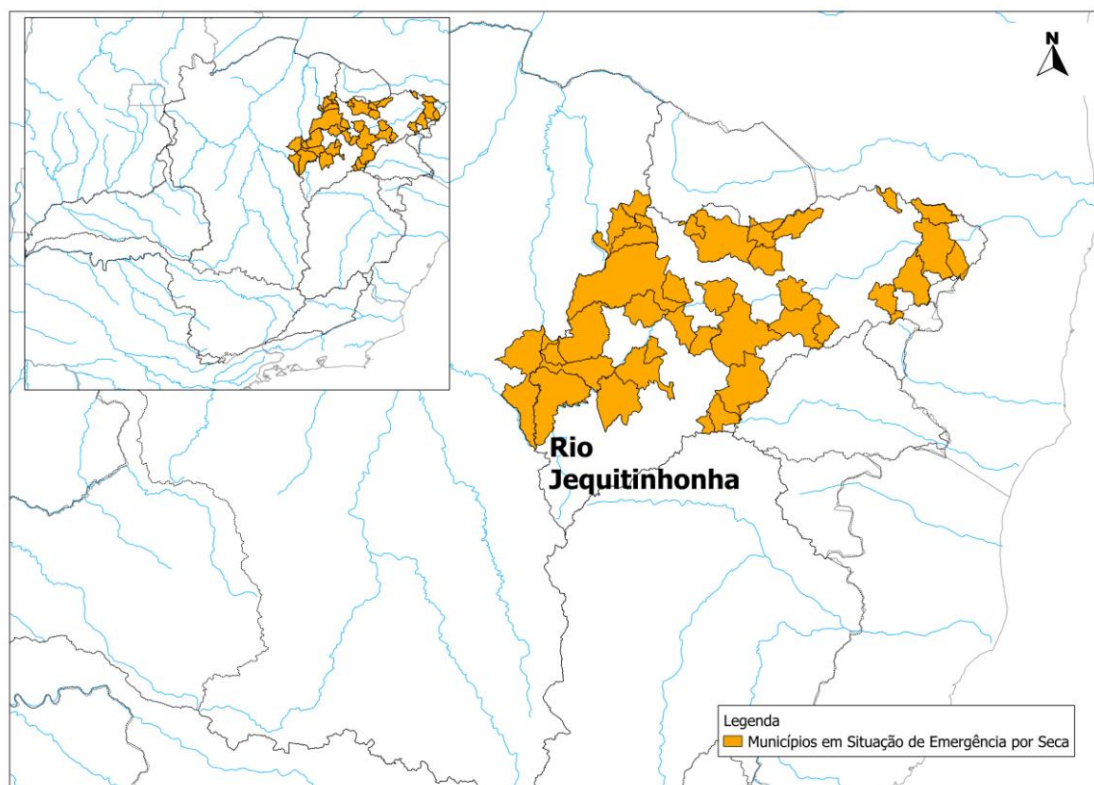 N
Rio
Jequitinhonha
Legenda
Municípios em Situação de Emergência por Seca